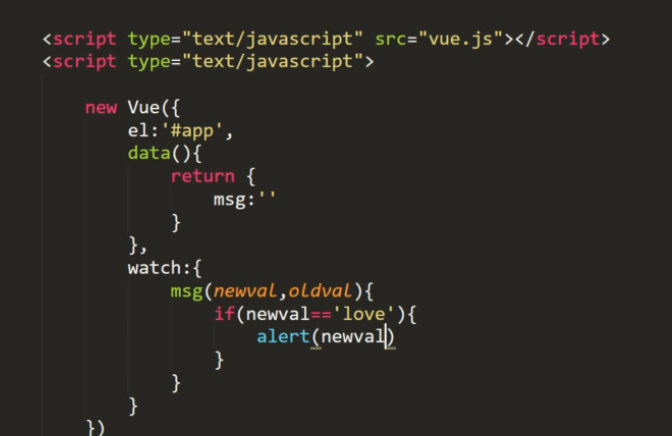 <script type="text/javascript" src="vue.js"></script>
<script type="text/javascript">
new Vue({
el:'#app',
data(){
return {
msg:''
}
},
watch:{
msg(newval,oldval){
if(newval=='love'){
alert(newval)
}
}
}
})